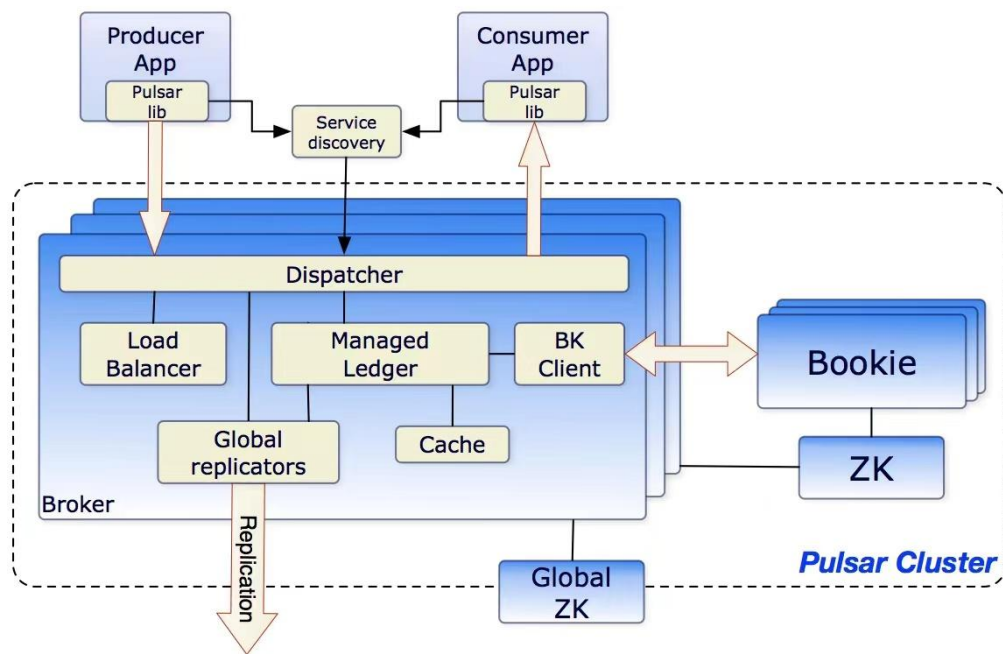 Producer
App
Pulsar
lib
Consumer
App
Pulsar
lib
Service
discovery
Dispatcher
Load
Balancer
Managed
Ledger
BK
Client
Bookie
Global
replicators
Cache
ZK
Broker
Replication
Pulsar Cluster
Global
ZK